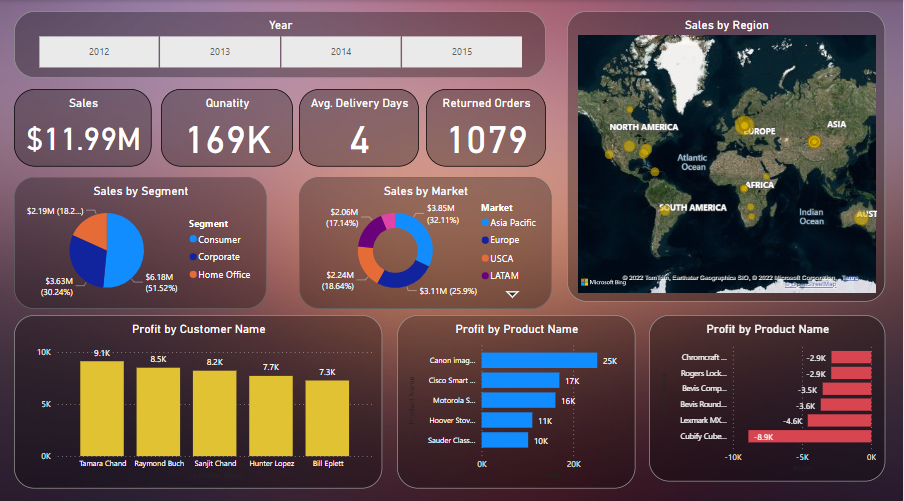 Year
2012 2013 2014 2015
Sales
$11.99M
Qunatity
169K
Avg. Delivery Days
4
Returned Orders
1079
Sales by Region
NORTH AMERICA
EUROPE
ASIA
Atlantic
Ocean
AFRICA
SOUTH AMERICA
Indian
Ocean
AUST
Microsoft Bing
© 2022 TomTom, Earthstar Geographics SIO, © 2022 Microsoft Corporation, Terms
© OpenStreetMap
Sales by Segment
$2.19M (18.2...)
$3.63M
(30.24%)
$6.18M
(51.52%)
Segment
Consumer
Corporate
Home Office
Sales by Market
$2.06M
(17.14%)
$3.85M
(32.11%)
$2.24M
(18.64%)
$3.11M (25.9%)
Market
Asia Pacific
Europe
USCA
LATAM
Profit by Customer Name
10K
5K
0K
9.1K
8.5K
8.2K
7.7K
7.3K
Tamara Chand
Raymond Buch
Sanjit Chand
Hunter Lopez
Bill Eplett
Profit by Product Name
Canon imag... 25K
Cisco Smart ... 17K
Motorola S... 16K
Hoover Stov... 11K
Sauder Class... 10K
0K 20K
Profit by Product Name
Chromcraft ... -2.9K
Rogers Lock... -2.9K
Bevis Comp... -3.5K
Bevis Round... -3.6K
Lexmark MX... -4.6K
Cubify Cube... -8.9K
-10K -5K 0K